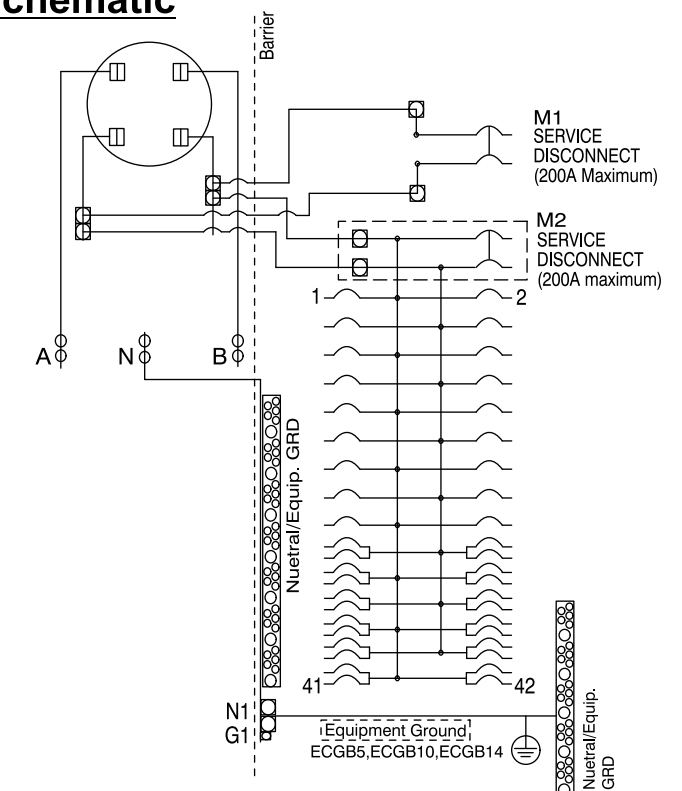 Schematic
Barrier
M1
SERVICE
DISCONNECT
(200A Maximum)
M2
SERVICE
DISCONNECT
(200A maximum)
1
2
A
N
B
Nuetral/Equip. GRD
41
42
N1
G1
Equipment Ground
ECGB5,ECGB10,ECGB14
Nuetral/Equip.
GRD